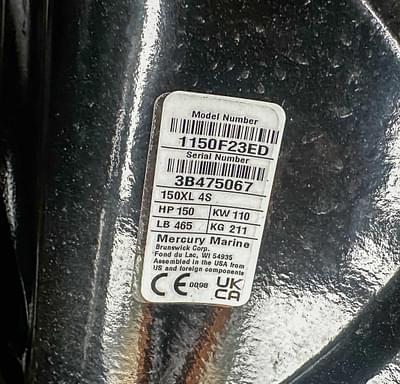 Model Number
1150F23ED
Serial Number
3B475067
150XL 4S
HP 150 KW 110
LB 465 KG 211
Mercury Marine
Brunswick Corp.
Fond du Lac, WI 54935
Assembled in the USA from
US and foreign components
CE 0098 UK CA